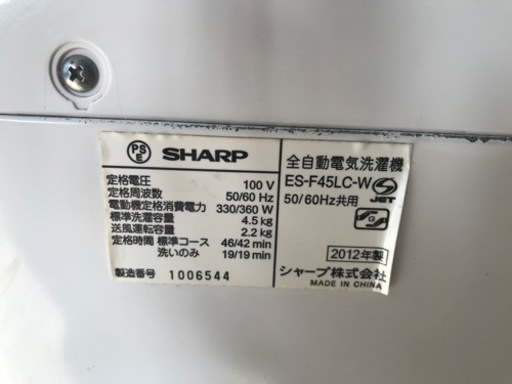 PS
E
SHARP
定格電圧 100 V
定格周波数 50/60 Hz
電動機定格消費電力 330/360 W
標準洗濯容量 4.5 kg
送風運転容量 2.2 kg
定格時間 標準コース 46/42 min
洗いのみ 19/19 min
製造番号 1006544
全自動電気洗濯機
ES-F45LC-W
50/60Hz共用
JET
2012年製
シャープ株式会社
MADE IN CHINA